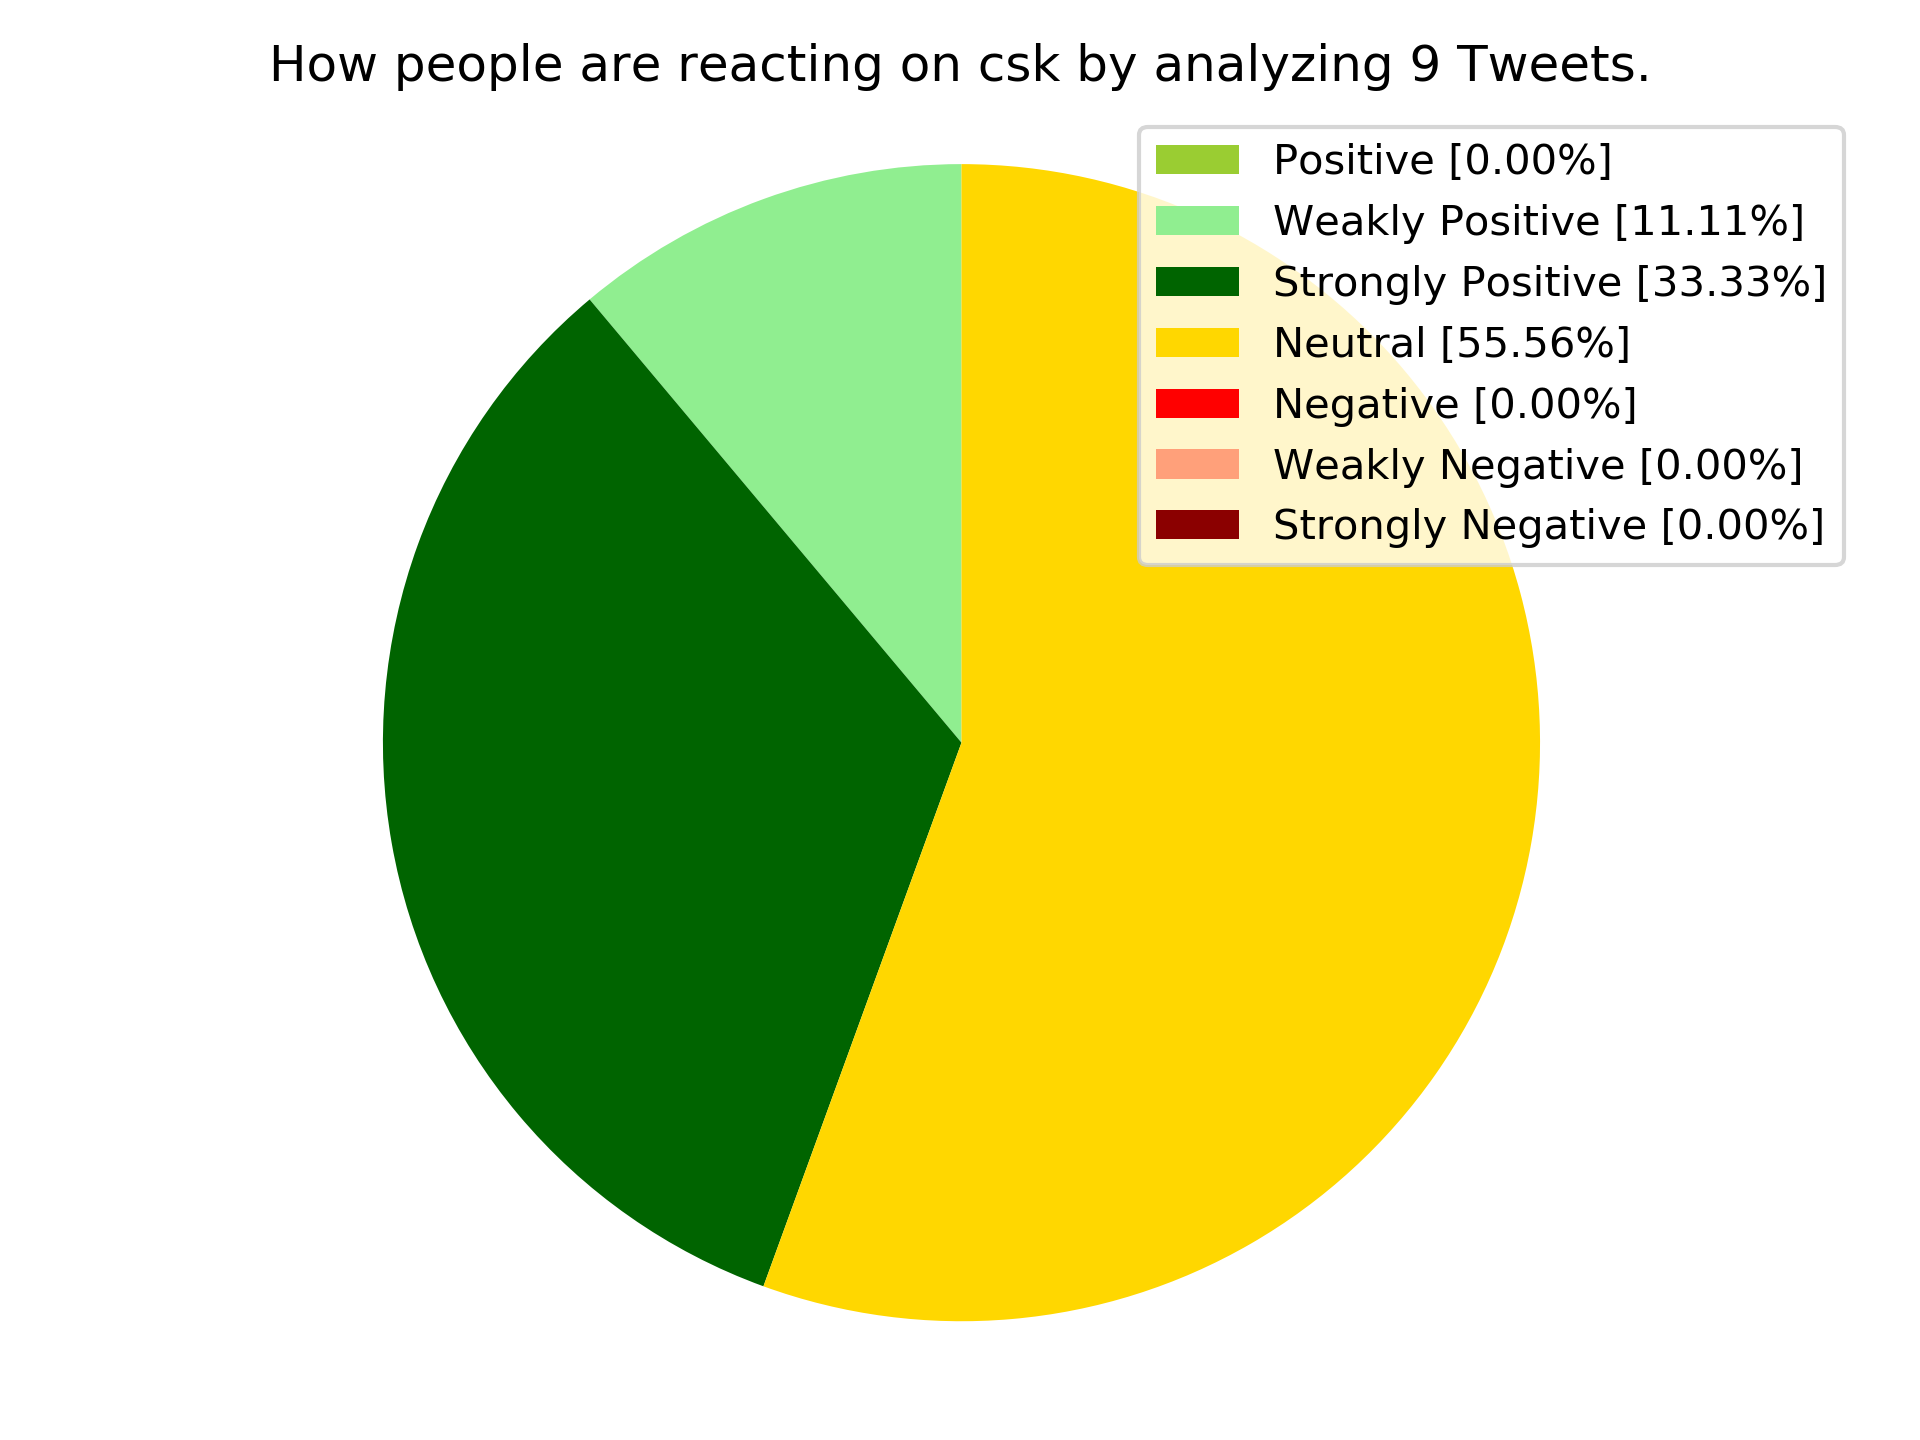 How people are reacting on csk by analyzing 9 Tweets.
Positive [0.00%]
Weakly Positive [11.11%]
Strongly Positive [33.33%]
Neutral [55.56%]
Negative [0.00%]
Weakly Negative [0.00%]
Strongly Negative [0.00%]